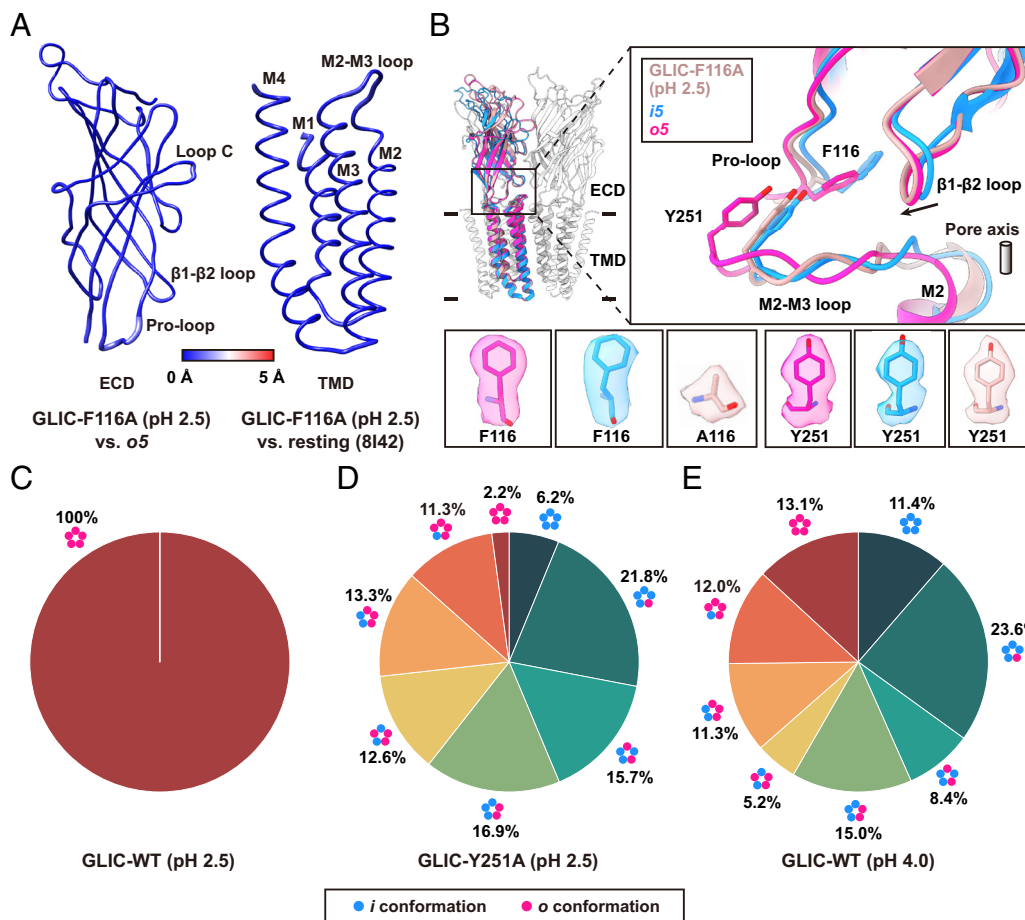 A
M4
M2-M3 loop
M1
Loop C
M3
M2
β1-β2 loop
Pro-loop
0 Å
5 Å
ECD
TMD
GLIC-F116A (pH 2.5)
vs. o5
GLIC-F116A (pH 2.5)
vs. resting (8I42)
B
GLIC-F116A
(pH 2.5)
i5
o5
F116
Pro-loop
β1-β2 loop
Y251
ECD
TMD
Pore axis
M2
M2-M3 loop
F116
F116
A116
Y251
Y251
Y251
C
100%
GLIC-WT (pH 2.5)
D
2.2%
6.2%
11.3%
21.8%
13.3%
12.6%
15.7%
16.9%
GLIC-Y251A (pH 2.5)
E
13.1%
11.4%
12.0%
23.6%
11.3%
5.2%
8.4%
15.0%
GLIC-WT (pH 4.0)
i conformation
o conformation